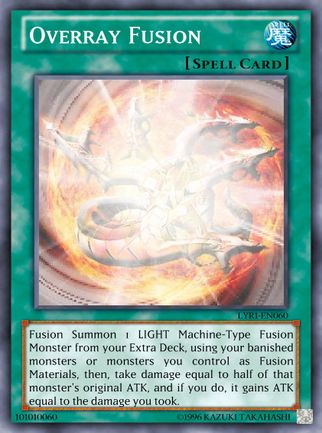 Overray Fusion
魔
[Spell Card]
LYRI-EN060
Fusion Summon 1 LIGHT Machine-Type Fusion
Monster from your Extra Deck, using your banished
monsters or monsters you control as Fusion
Materials, then, take damage equal to half of that
monster's original ATK, and if you do, it gains ATK
equal to the damage you took.
101010060
©1996 KAZUKI TAKAHASHI